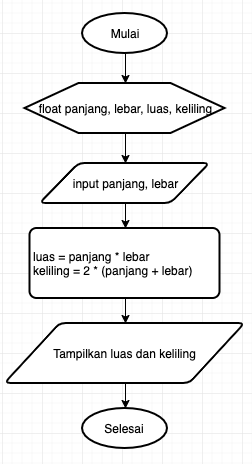 Mulai
float panjang, lebar, luas, keliling
input panjang, lebar
luas = panjang * lebar
keliling = 2 * (panjang + lebar)
Tampilkan luas dan keliling
Selesai